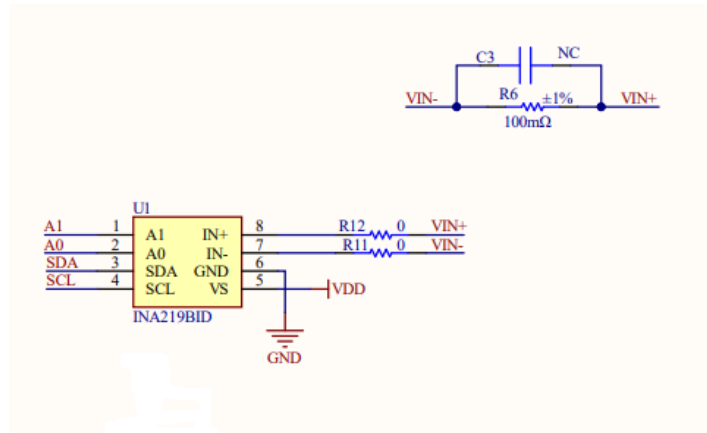 C3 NC
R6 ±1%
VIN- VIN+
100mΩ
U1
A1 1 A1 IN+ 8 R12 0 VIN+
A0 2 A0 IN- 7 R11 0 VIN-
SDA 3 SDA GND 6
SCL 4 SCL VS 5 VDD
INA219BID
GND